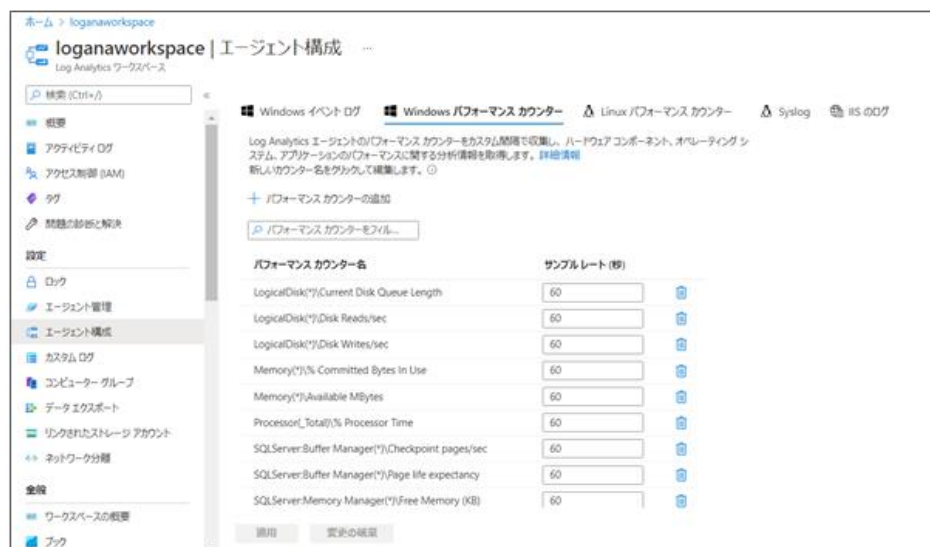 ホーム > loganaworkspace
loganaworkspace | エージェント構成 …
Log Analytics ワークスペース
検索 (Ctrl+/)
«
概要
アクティビティ ログ
アクセス制御 (IAM)
タグ
問題の診断と解決
設定
ロック
エージェント管理
エージェント構成
カスタム ログ
コンピューター グループ
データ エクスポート
リンクされたストレージ アカウント
ネットワーク分離
全般
ワークスペースの概要
ブック
Windows イベント ログ
Windows パフォーマンス カウンター
Linux パフォーマンス カウンター
Syslog
IIS のログ
Log Analytics エージェントのパフォーマンス カウンターをカスタム間隔で収集し、ハードウェア コンポーネント、オペレーティング シ
ステム、アプリケーションのパフォーマンスに関する分析情報を取得します。詳細情報
新しいカウンター名をクリックして編集します。
+ パフォーマンス カウンターの追加
パフォーマンス カウンターをフィル...
パフォーマンス カウンター名 サンプル レート (秒)
LogicalDisk(*)\Current Disk Queue Length 60
LogicalDisk(*)\Disk Reads/sec 60
LogicalDisk(*)\Disk Writes/sec 60
Memory(*)\% Committed Bytes In Use 60
Memory(*)\Available MBytes 60
Processor(_Total)\% Processor Time 60
SQLServer:Buffer Manager(*)\Checkpoint pages/sec 60
SQLServer:Buffer Manager(*)\Page life expectancy 60
SQLServer:Memory Manager(*)\Free Memory (KB) 60
適用 変更の破棄